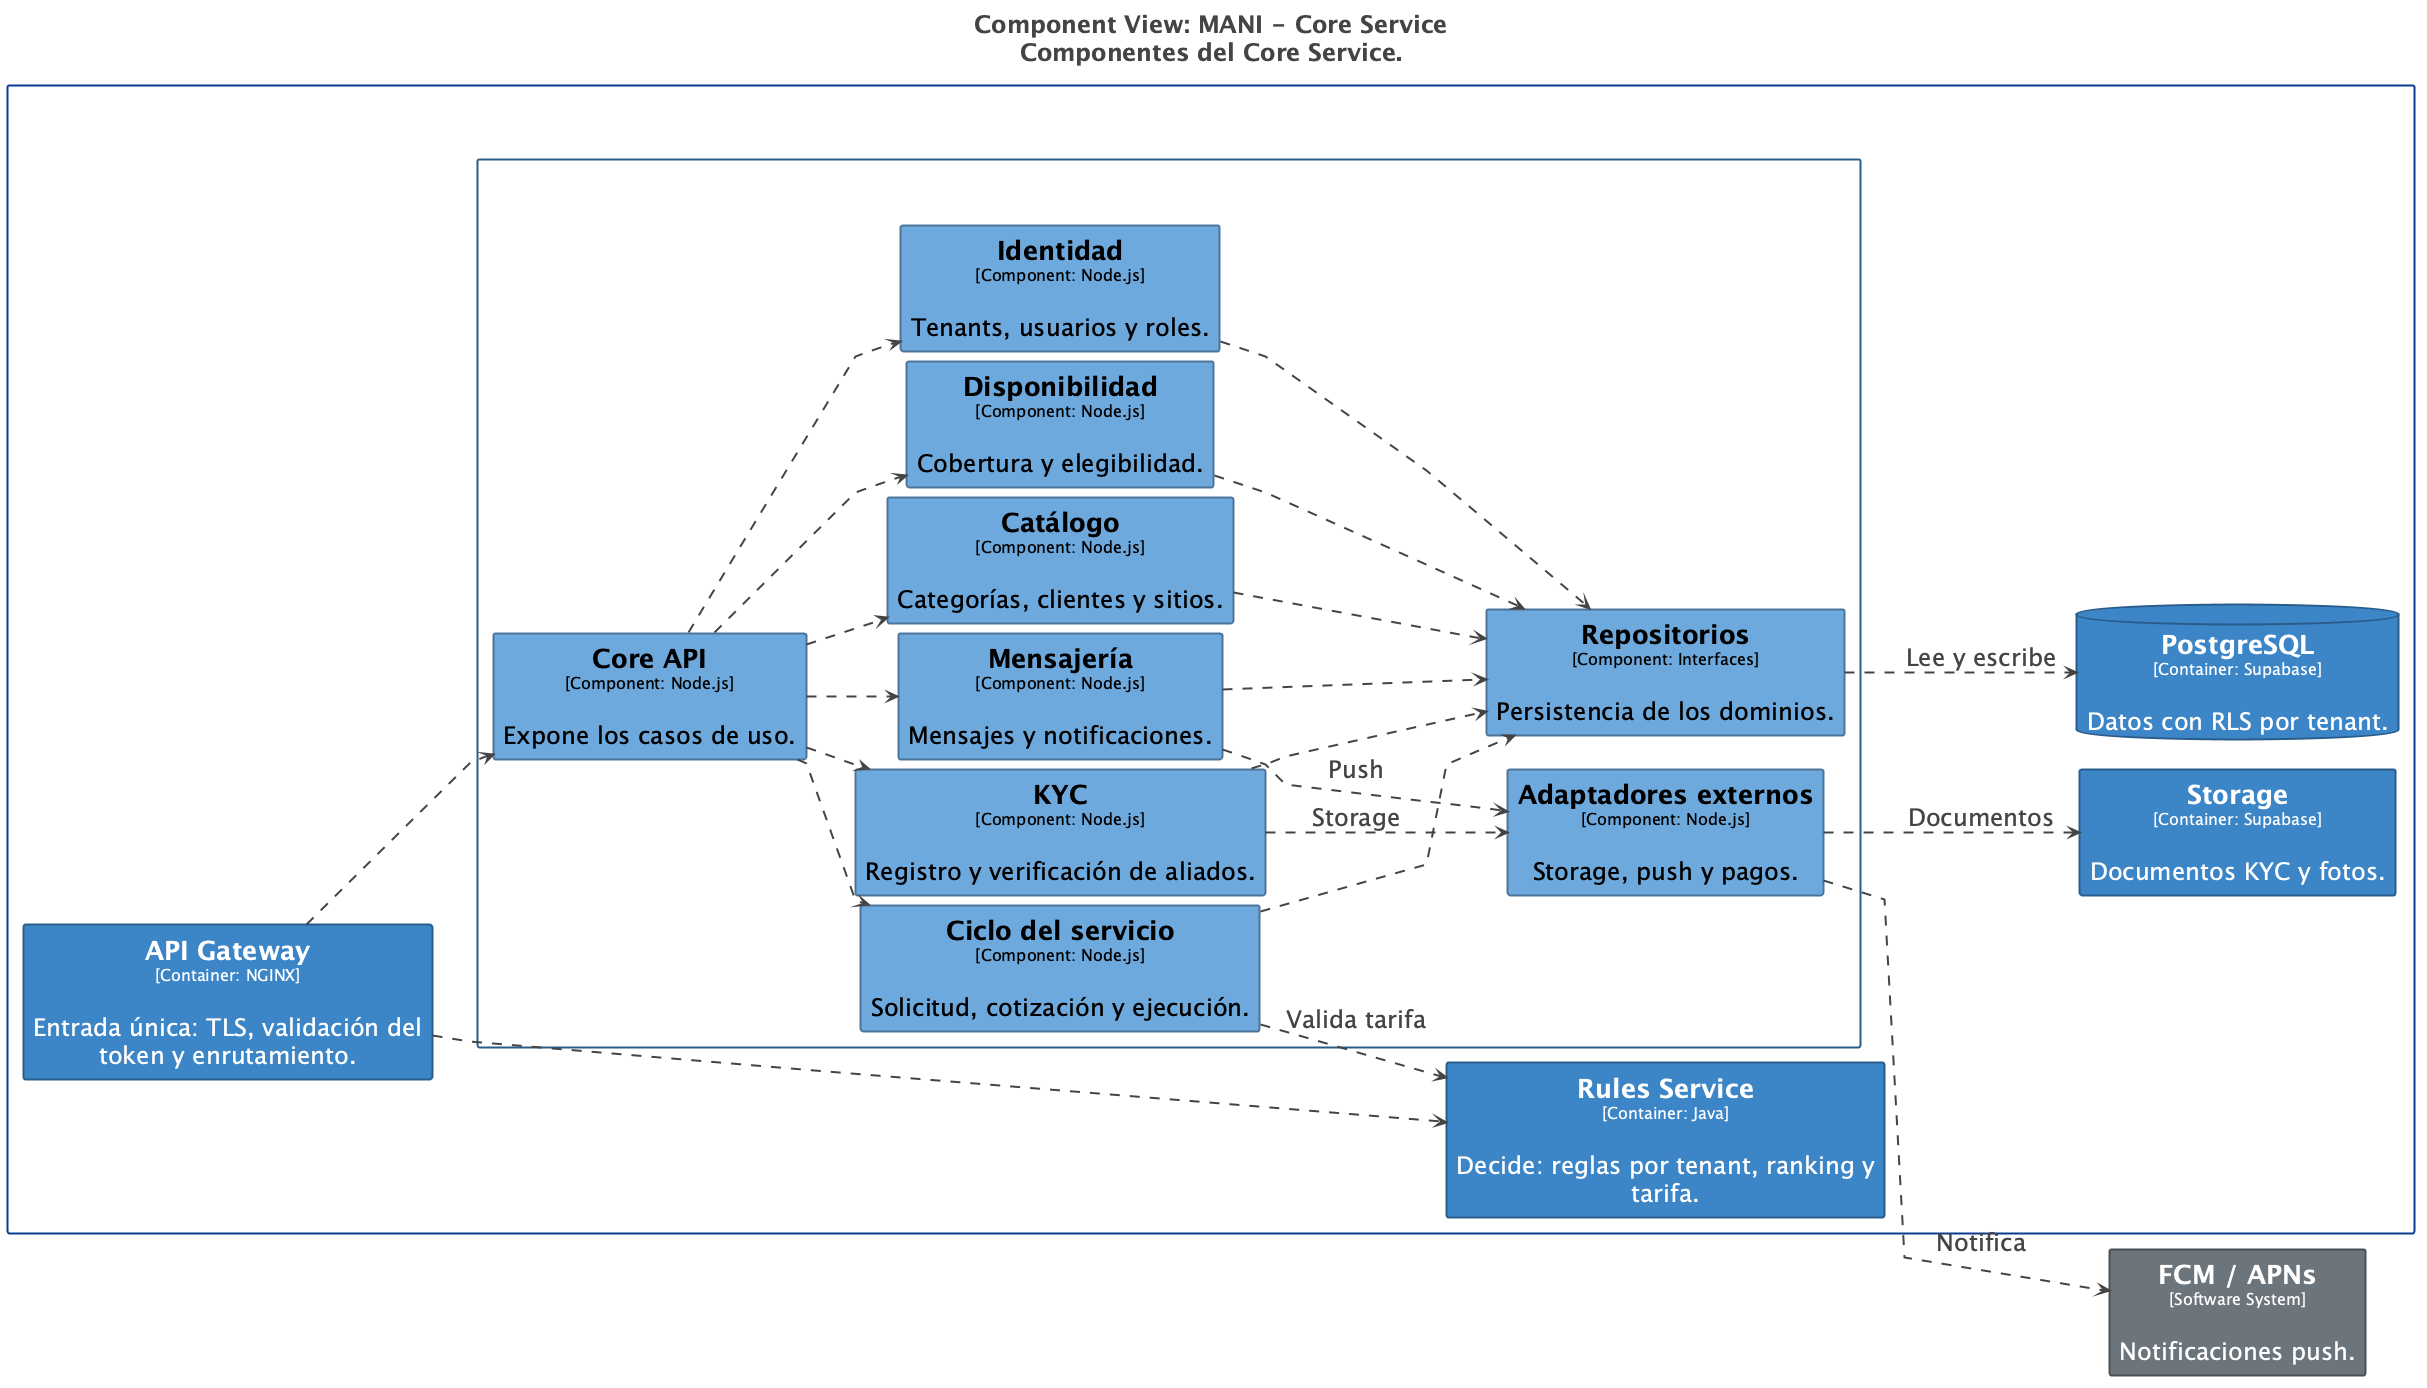 Component View: MANI - Core Service
Componentes del Core Service.
Identidad
[Component: Node.js]
Tenants, usuarios y roles.
Disponibilidad
[Component: Node.js]
Cobertura y elegibilidad.
Catálogo
[Component: Node.js]
Categorías, clientes y sitios.
Core API
[Component: Node.js]
Expone los casos de uso.
Mensajería
[Component: Node.js]
Mensajes y notificaciones.
Repositorios
[Component: Interfaces]
Persistencia de los dominios.
Lee y escribe
PostgreSQL
[Container: Supabase]
Datos con RLS por tenant.
Push
KYC
[Component: Node.js]
Registro y verificación de aliados.
Storage
Adaptadores externos
[Component: Node.js]
Storage, push y pagos.
Documentos
Storage
[Container: Supabase]
Documentos KYC y fotos.
API Gateway
[Container: NGINX]
Entrada única: TLS, validación del
token y enrutamiento.
Ciclo del servicio
[Component: Node.js]
Solicitud, cotización y ejecución.
Valida tarifa
Rules Service
[Container: Java]
Decide: reglas por tenant, ranking y
tarifa.
Notifica
FCM / APNs
[Software System]
Notificaciones push.